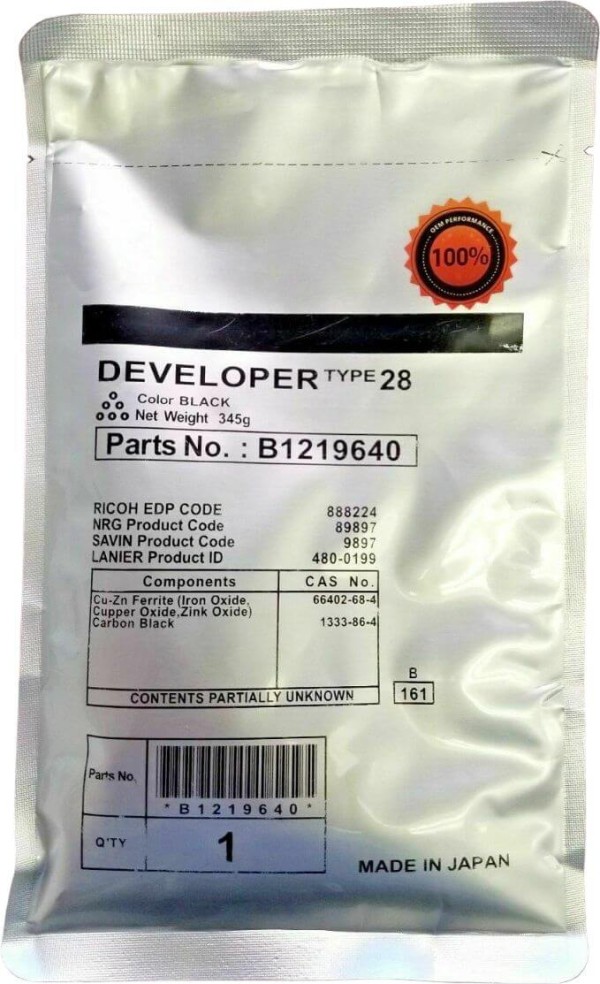 OEM PERFORMANCE
100%
DEVELOPER TYPE 28
Color BLACK
Net Weight 345g
Parts No. : B1219640
RICOH EDP CODE 888224
NRG Product Code 89897
SAVIN Product Code 9897
LANIER Product ID 480-0199
Components CAS No.
Cu-Zn Ferrite (Iron Oxide, 66402-68-4
Cupper Oxide,Zink Oxide)
Carbon Black 1333-86-4
CONTENTS PARTIALLY UNKNOWN
B
161
Parts No.
*B1219640*
Q'TY 1
MADE IN JAPAN